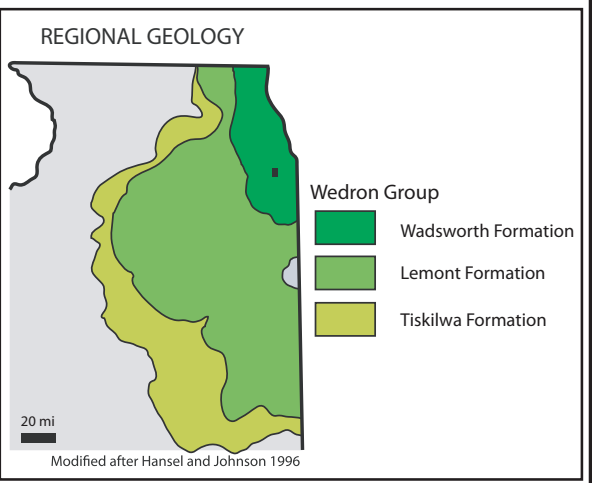 REGIONAL GEOLOGY
Wedron Group
Wadsworth Formation
Lemont Formation
Tiskilwa Formation
20 mi
Modified after Hansel and Johnson 1996